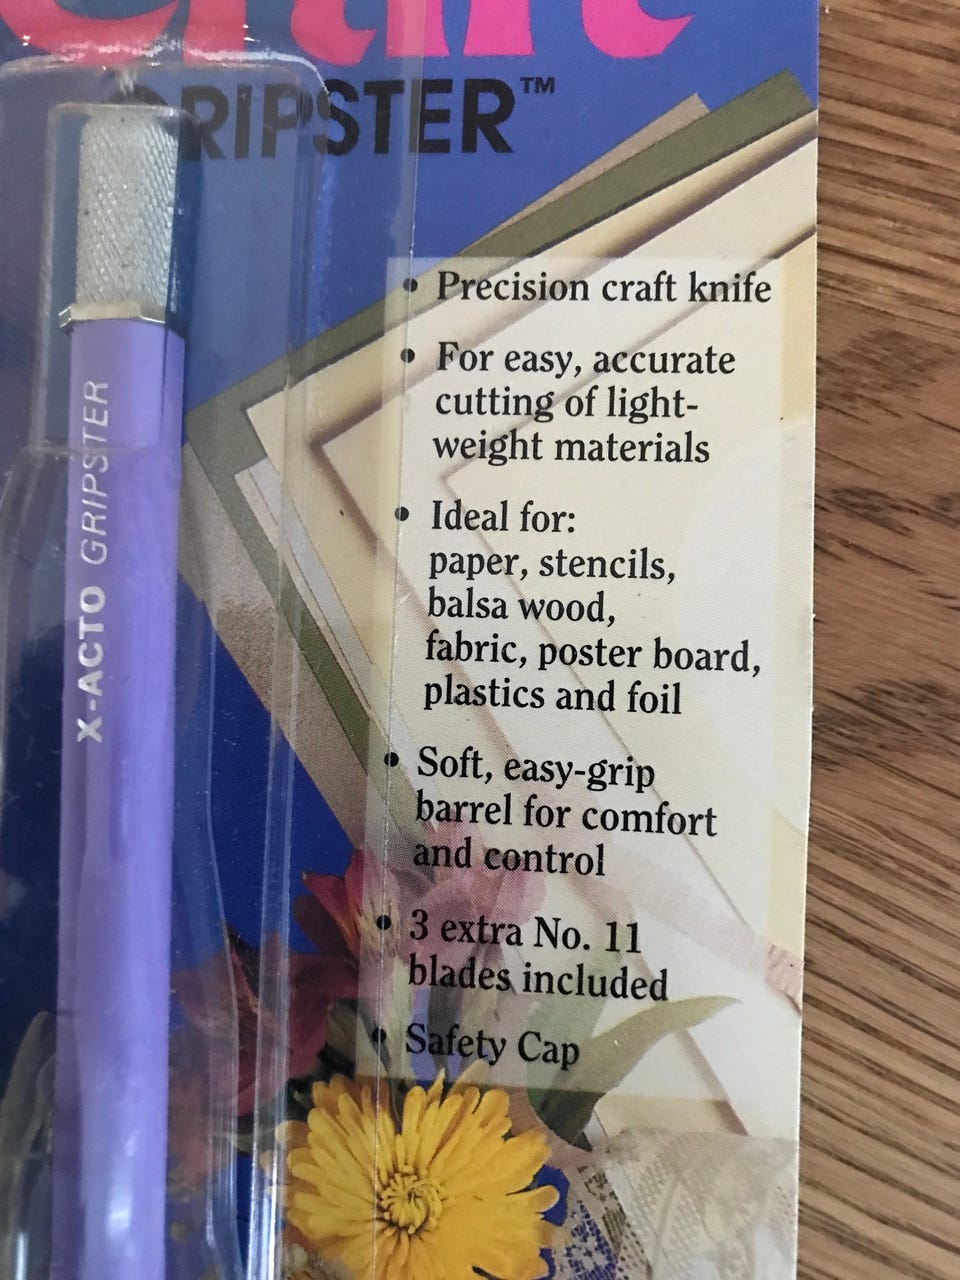 Craft
GRIPSTER™
X-ACTO GRIPSTER
• Precision craft knife
• For easy, accurate
cutting of light-
weight materials
• Ideal for:
paper, stencils,
balsa wood,
fabric, poster board,
plastics and foil
• Soft, easy-grip
barrel for comfort
and control
• 3 extra No. 11
blades included
• Safety Cap